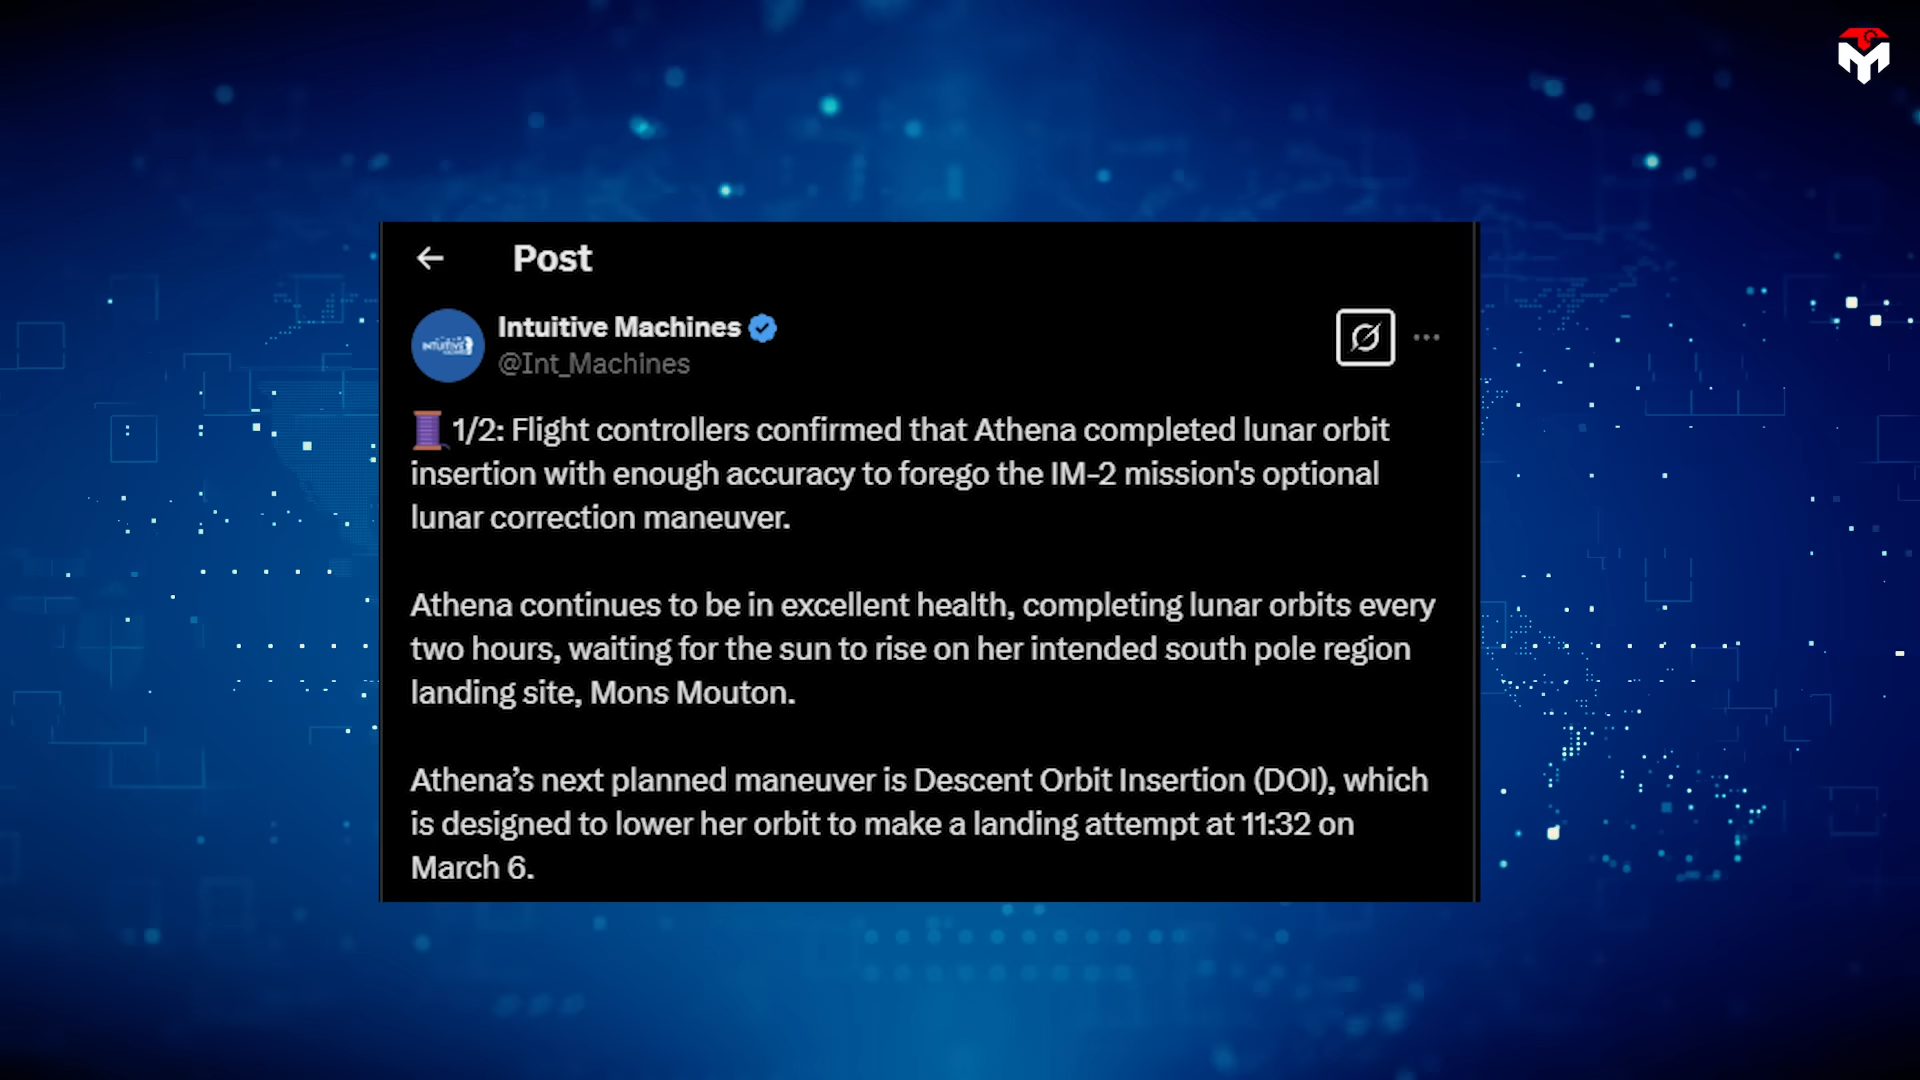 Post
Intuitive Machines
@Int_Machines
INTUITIVE
MACHINES
🧵 1/2: Flight controllers confirmed that Athena completed lunar orbit
insertion with enough accuracy to forego the IM-2 mission's optional
lunar correction maneuver.
Athena continues to be in excellent health, completing lunar orbits every
two hours, waiting for the sun to rise on her intended south pole region
landing site, Mons Mouton.
Athena’s next planned maneuver is Descent Orbit Insertion (DOI), which
is designed to lower her orbit to make a landing attempt at 11:32 on
March 6.